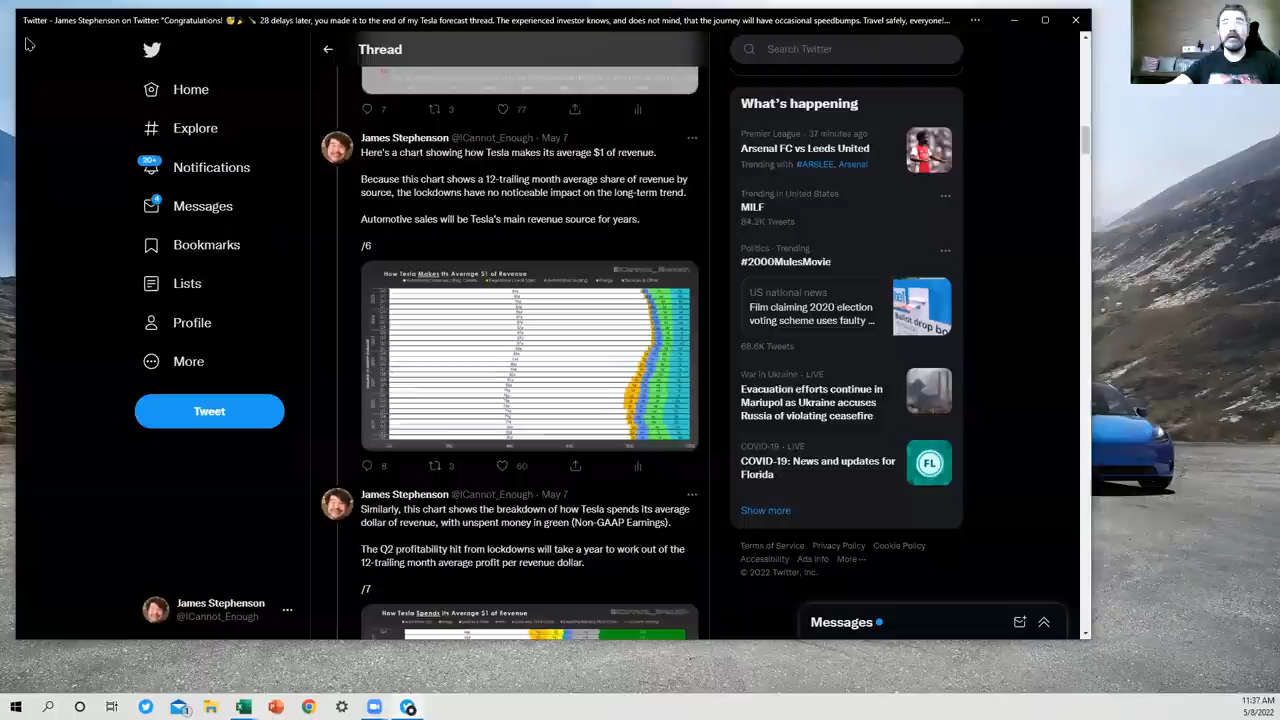 Twitter - James Stephenson on Twitter: "Congratulations! 28 delays later, you made it to the end of my Tesla forecast thread. The experienced investor knows, and does not mind, that the journey will have occasional speedbumps. Travel safely, everyone!...
Home
Explore
20+
Notifications
4
Messages
Bookmarks
Lists
Profile
More
Tweet
James Stephenson
@ICannot_Enough
Thread
7
3
77
James Stephenson @ICannot_Enough · May 7
Here's a chart showing how Tesla makes its average $1 of revenue.
Because this chart shows a 12-trailing month average share of revenue by
source, the lockdowns have no noticeable impact on the long-term trend.
Automotive sales will be Tesla's main revenue source for years.
/6
How Tesla Makes Its Average $1 of Revenue
8
3
60
James Stephenson @ICannot_Enough · May 7
Similarly, this chart shows the breakdown of how Tesla spends its average
dollar of revenue, with unspent money in green (Non-GAAP Earnings).
The Q2 profitability hit from lockdowns will take a year to work out of the
12-trailing month average profit per revenue dollar.
/7
How Tesla Spends Its Average $1 of Revenue
Search Twitter
What's happening
Premier League · 37 minutes ago
Arsenal FC vs Leeds United
Trending with #ARSLEE, Arsenal
Trending in United States
MILF
84.2K Tweets
Politics · Trending
#2000MulesMovie
US national news
Film claiming 2020 election
voting scheme uses faulty ...
68.6K Tweets
War in Ukraine · LIVE
Evacuation efforts continue in
Mariupol as Ukraine accuses
Russia of violating ceasefire
COVID-19 · LIVE
COVID-19: News and updates for
Florida
FL
Show more
Terms of Service Privacy Policy Cookie Policy
Accessibility Ads info More
© 2022 Twitter, Inc.
Messages
11:37 AM
5/8/2022